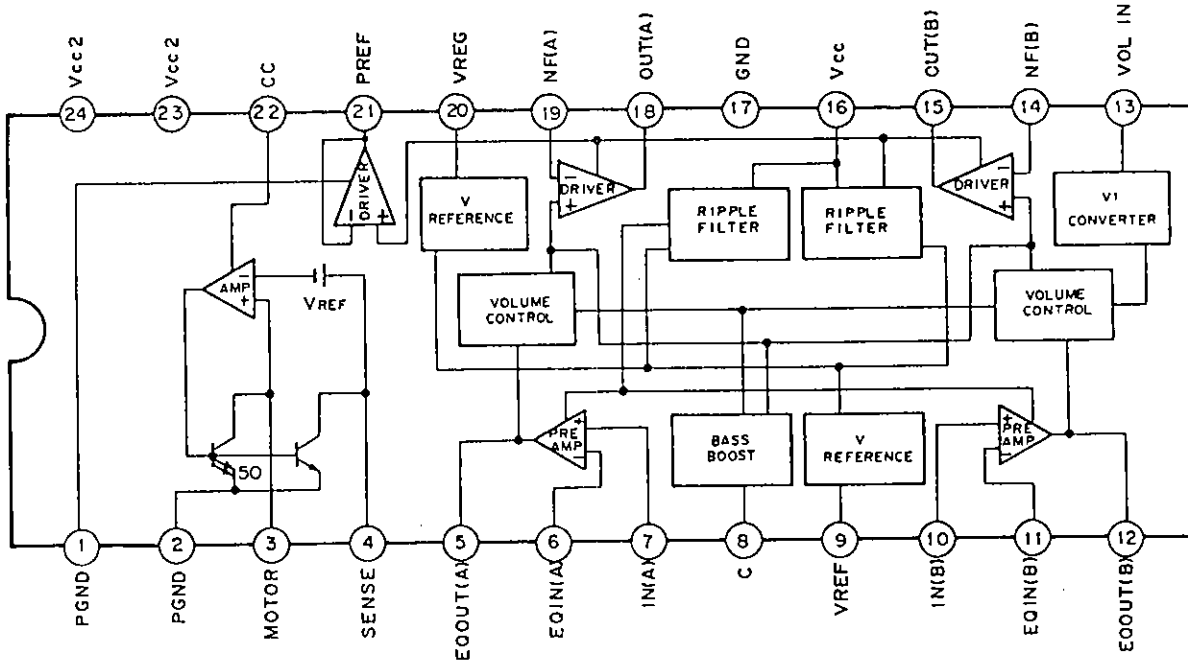 Vcc2
Vcc2
CC
PREF
VREG
NF(A)
OUT(A)
GND
Vcc
OUT(B)
NF(B)
VOL IN
24
23
22
21
20
19
18
17
16
15
14
13
DRIVER
- +
V
REFERENCE
-
DRIVER
+
RIPPLE
FILTER
RIPPLE
FILTER
-
DRIVER
+
V1
CONVERTER
AMP
-
+
VREF
VOLUME
CONTROL
VOLUME
CONTROL
50
PRE
AMP
+
-
BASS
BOOST
V
REFERENCE
+
PRE
AMP
-
1
2
3
4
5
6
7
8
9
10
11
12
PGND
PGND
MOTOR
SENSE
EQOUT(A)
EQIN(A)
IN(A)
C
VREF
IN(B)
EQIN(B)
EQOUT(B)